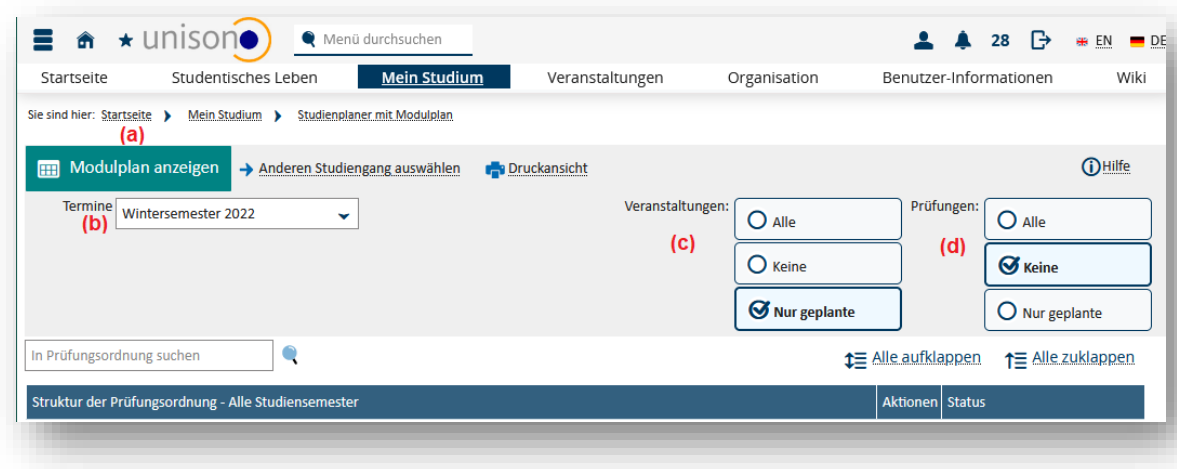 unisono Menü durchsuchen 28 EN DE
Startseite Studentisches Leben Mein Studium Veranstaltungen Organisation Benutzer-Informationen Wiki
Sie sind hier: Startseite Mein Studium Studienplaner mit Modulplan
(a)
Modulplan anzeigen Anderen Studiengang auswählen Druckansicht Hilfe
Termine Wintersemester 2022 Veranstaltungen: Alle Prüfungen: Alle
(b) (c) (d)
Keine Keine
Nur geplante Nur geplante
In Prüfungsordnung suchen Alle aufklappen Alle zuklappen
Struktur der Prüfungsordnung - Alle Studiensemester Aktionen Status